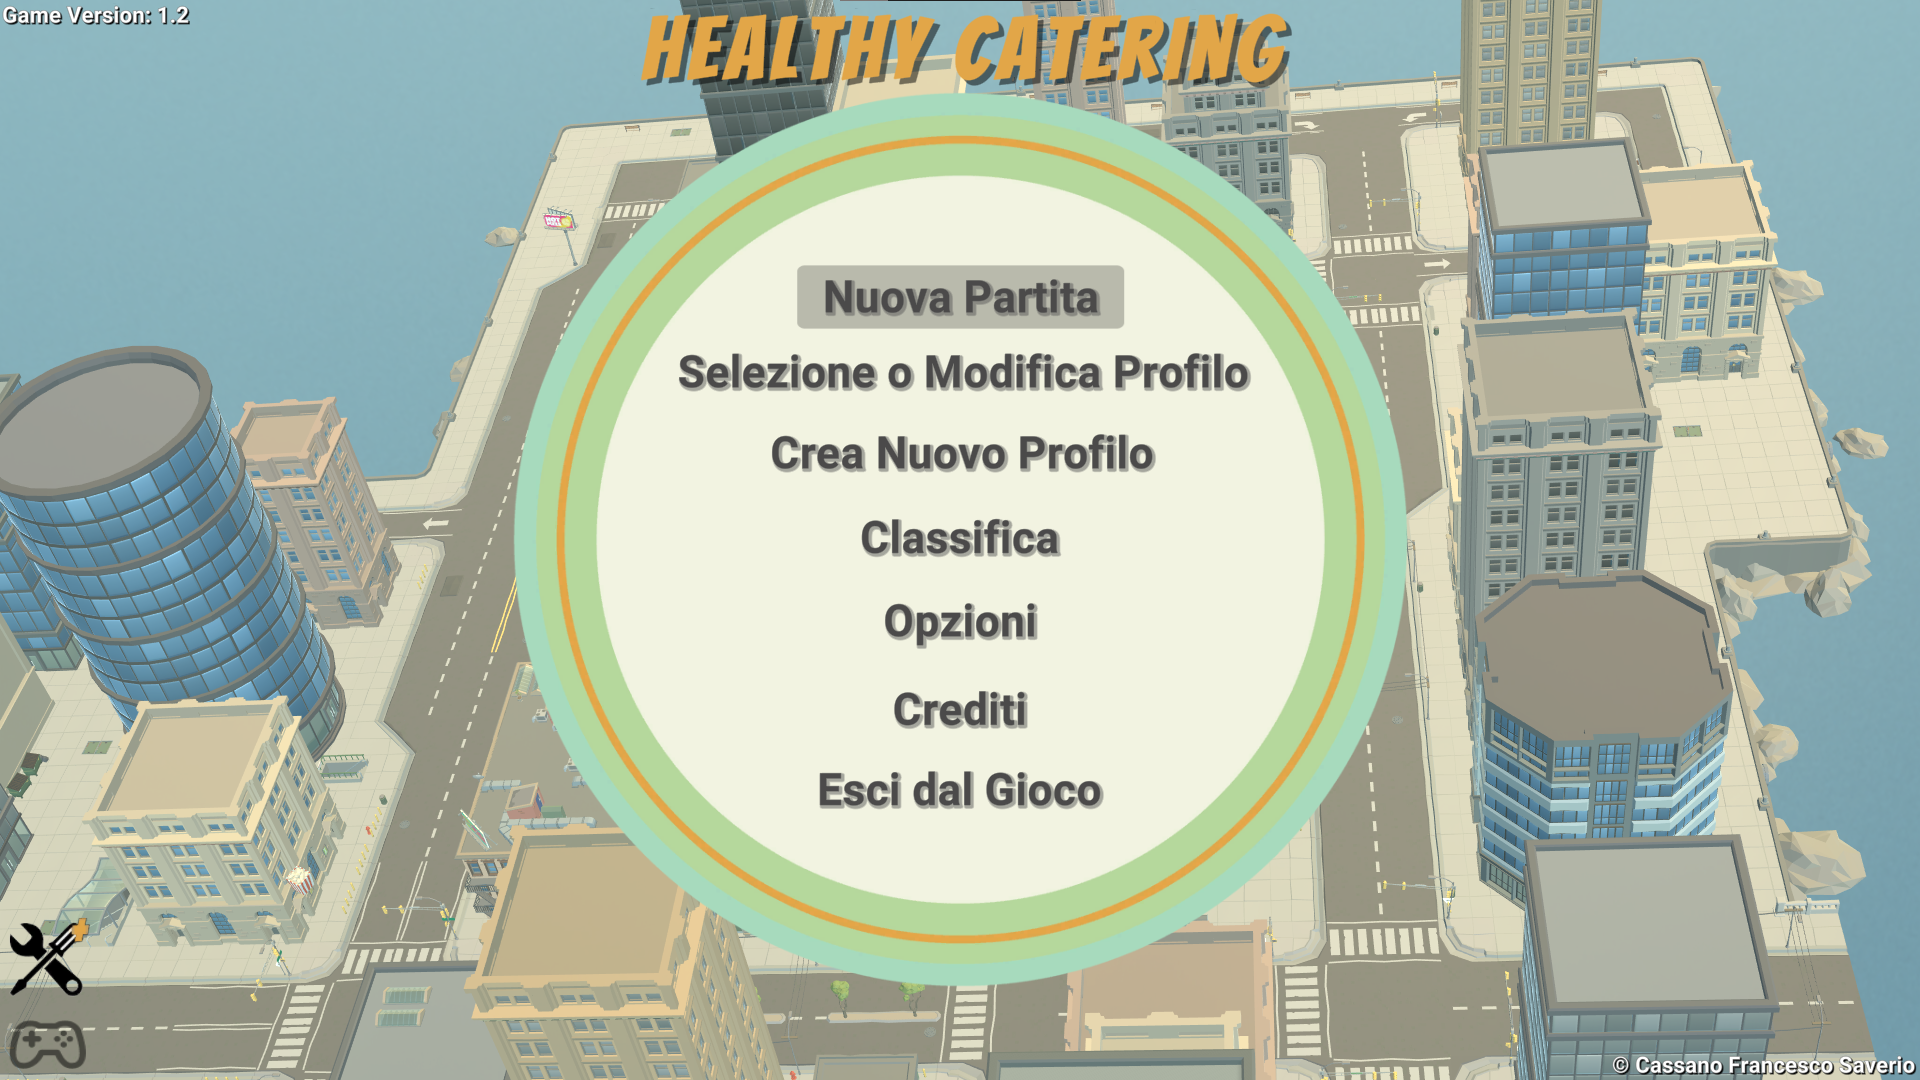 Game Version: 1.2
HEALTHY CATERING
Nuova Partita
Selezione o Modifica Profilo
Crea Nuovo Profilo
Classifica
Opzioni
Crediti
Esci dal Gioco
© Cassano Francesco Saverio